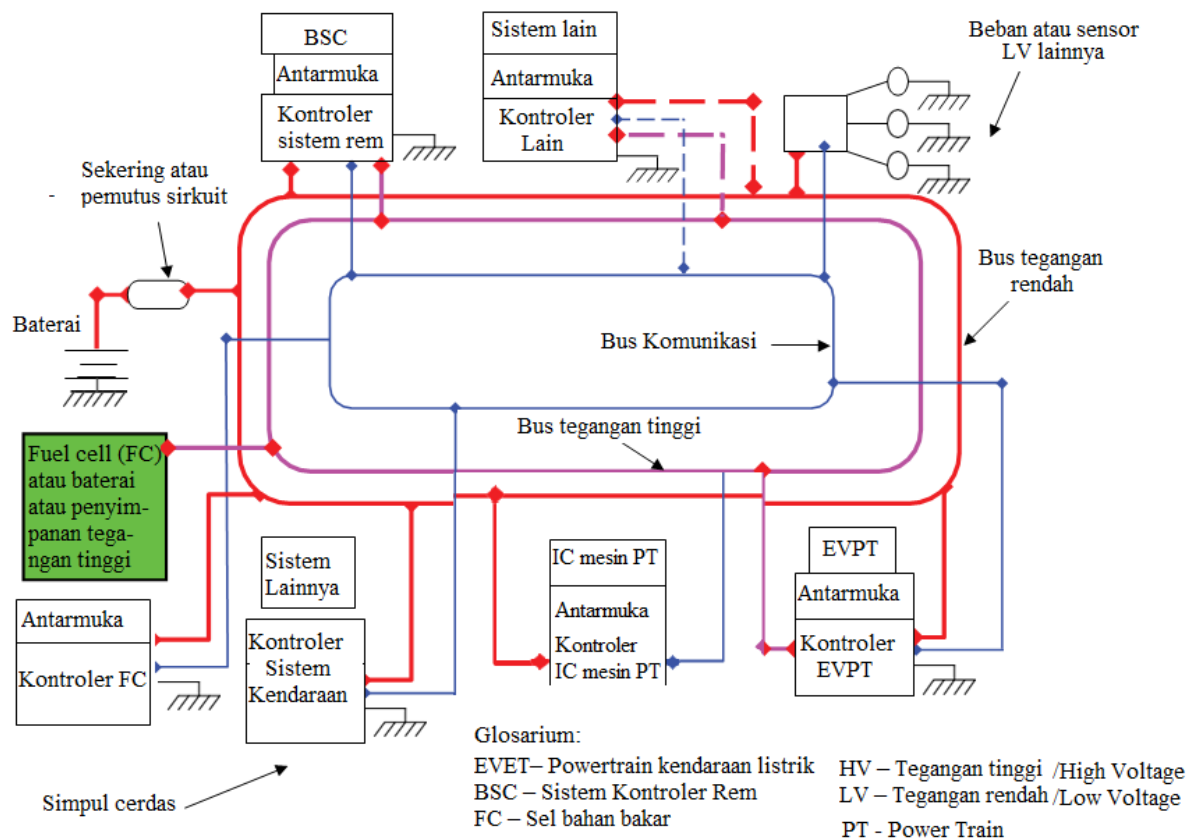 BSC
Antarmuka
Kontroler
sistem rem
Sistem lain
Antarmuka
Kontroler
Lain
Beban atau sensor
LV lainnya
Sekering atau
pemutus sirkuit
-
Baterai
Bus tegangan
rendah
Bus Komunikasi
Bus tegangan tinggi
Fuel cell (FC)
atau baterai
atau penyim-
panan tega-
ngan tinggi
Antarmuka
Kontroler FC
Sistem
Lainnya
Kontroler
Sistem
Kendaraan
IC mesin PT
Antarmuka
Kontroler
IC mesin PT
EVPT
Antarmuka
Kontroler
EVPT
Simpul cerdas
Glosarium:
EVET– Powertrain kendaraan listrik
BSC – Sistem Kontroler Rem
FC – Sel bahan bakar
HV – Tegangan tinggi /High Voltage
LV – Tegangan rendah /Low Voltage
PT - Power Train